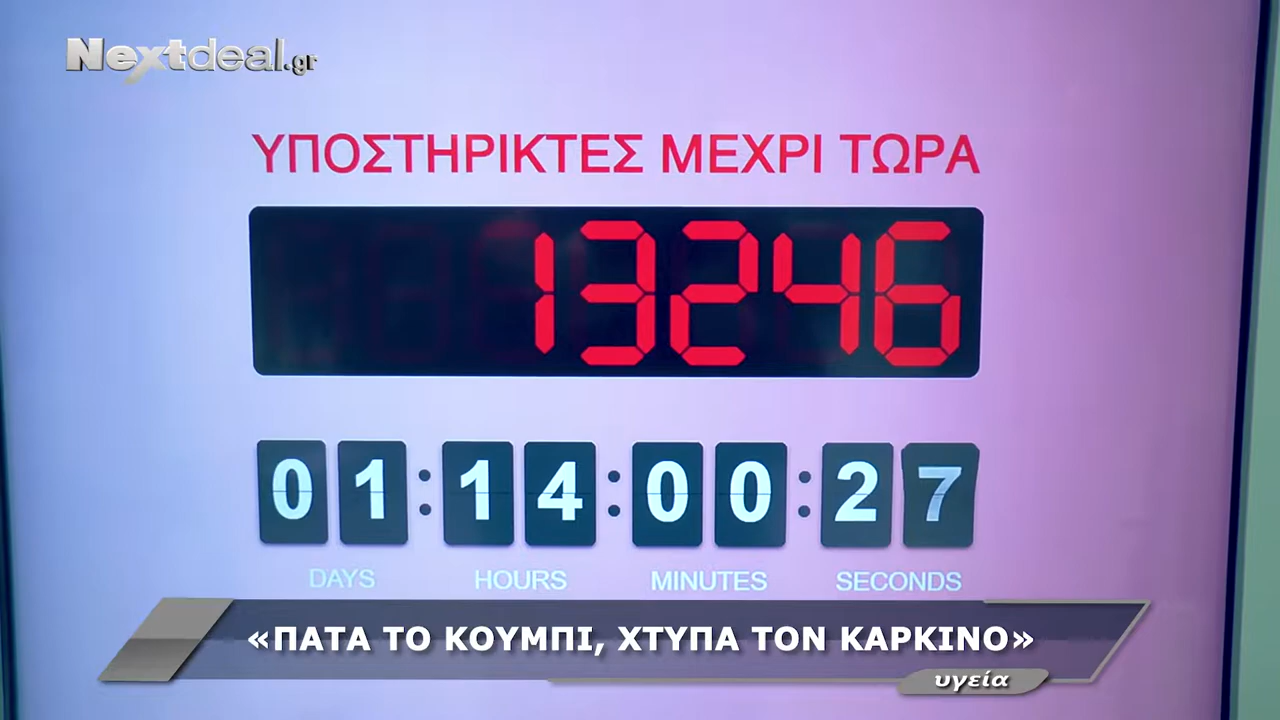 Nextdeal.gr
ΥΠΟΣΤΗΡΙΚΤΕΣ ΜΕΧΡΙ ΤΩΡΑ
13246
01:14:00:27
DAYS HOURS MINUTES SECONDS
«ΠΑΤΑ ΤΟ ΚΟΥΜΠΙ, ΧΤΥΠΑ ΤΟΝ ΚΑΡΚΙΝΟ»
υγεία